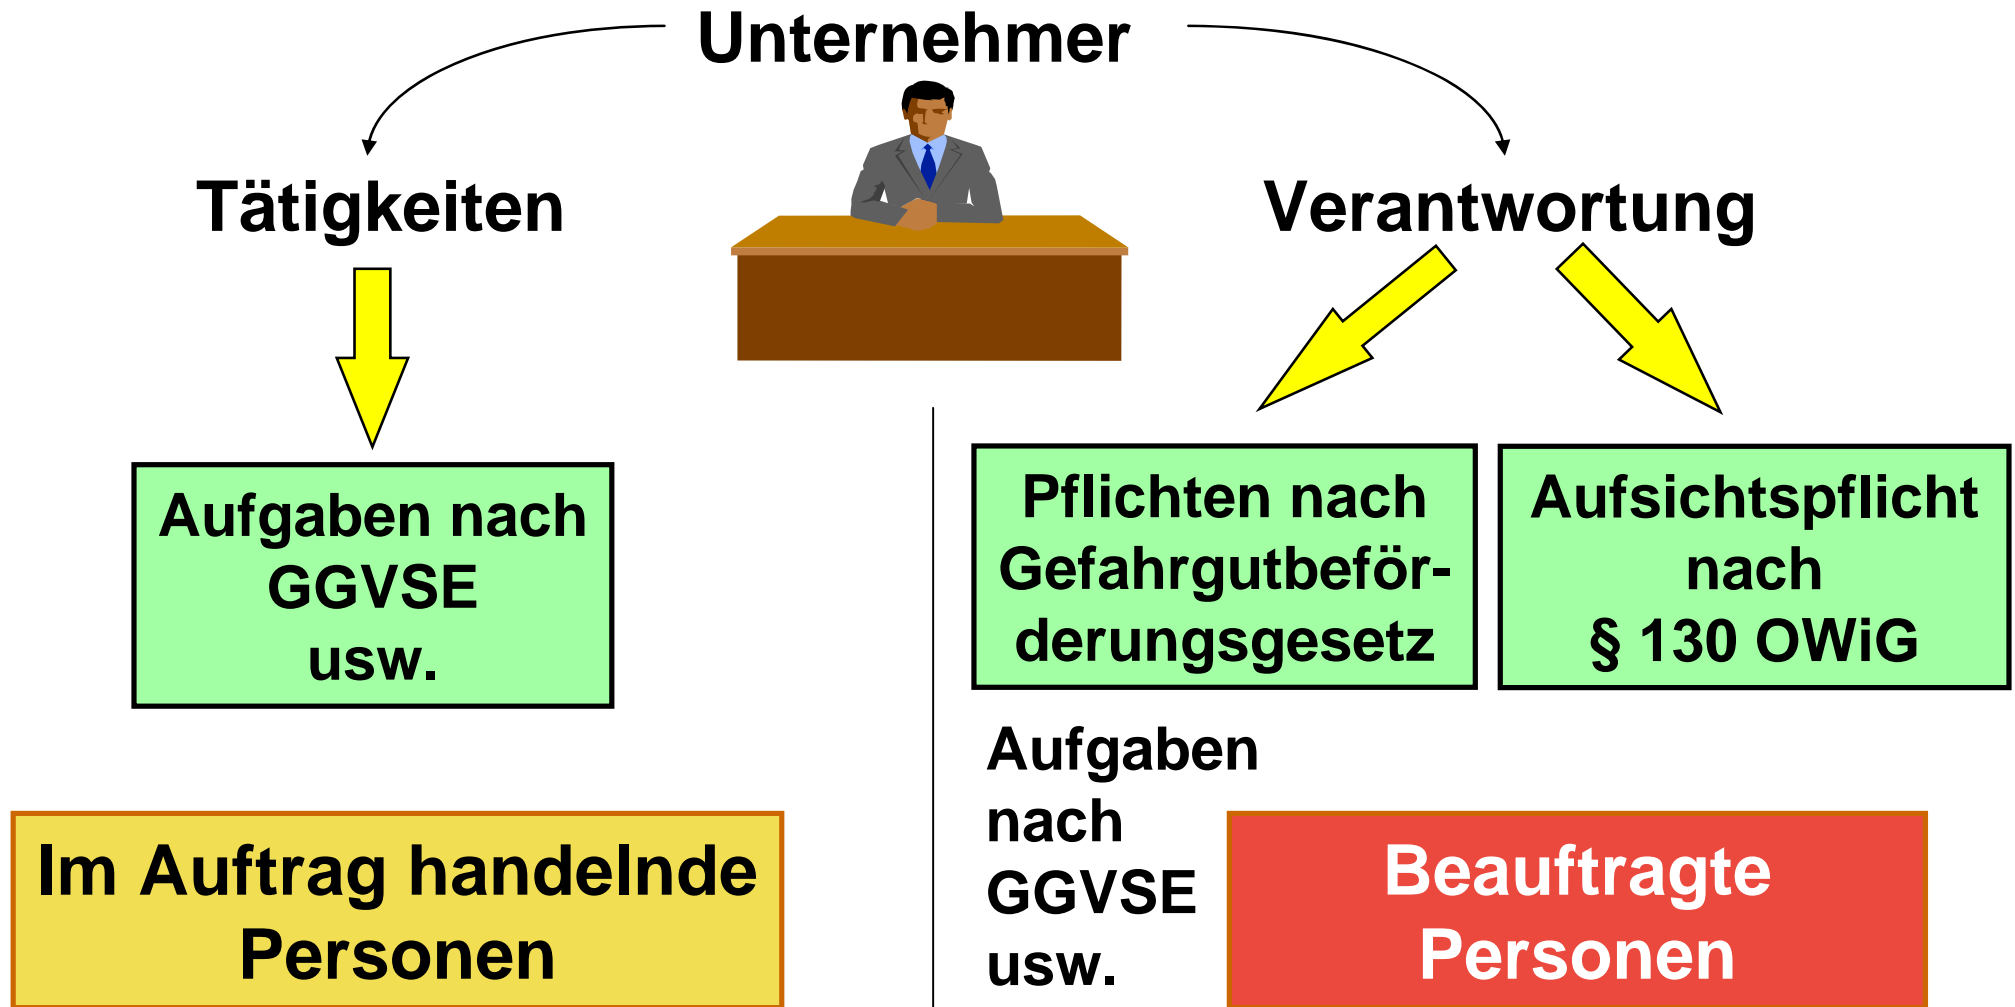 Unternehmer
Tätigkeiten
Verantwortung
Aufgaben nach
GGVSE
usw.
Pflichten nach
Gefahrgutbeför-
derungsgesetz
Aufsichtspflicht
nach
§ 130 OWiG
Im Auftrag handelnde
Personen
Aufgaben
nach
GGVSE
usw.
Beauftragte
Personen